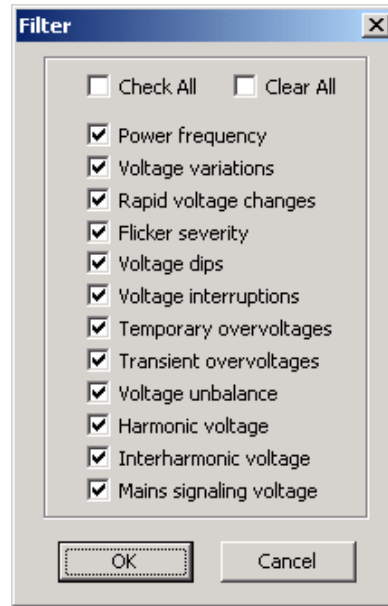 Filter
Check All Clear All
Power frequency
Voltage variations
Rapid voltage changes
Flicker severity
Voltage dips
Voltage interruptions
Temporary overvoltages
Transient overvoltages
Voltage unbalance
Harmonic voltage
Interharmonic voltage
Mains signaling voltage
OK Cancel